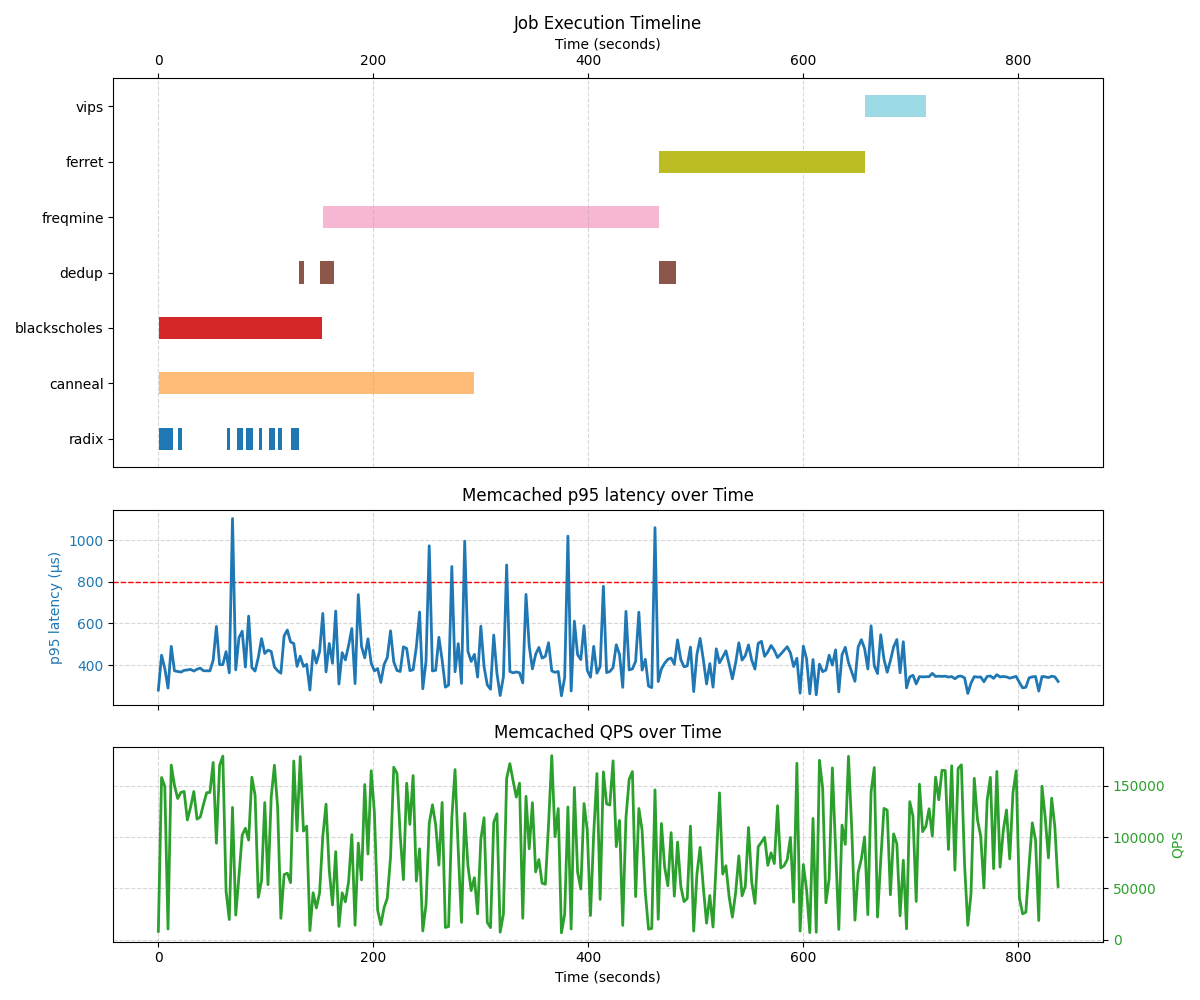 Job Execution Timeline
Time (seconds)
0 200 400 600 800
vips
ferret
freqmine
dedup
blackscholes
canneal
radix
Memcached p95 latency over Time
1000
800
600
400
p95 latency (µs)
Memcached QPS over Time
150000
100000
50000
0
QPS
0 200 400 600 800
Time (seconds)